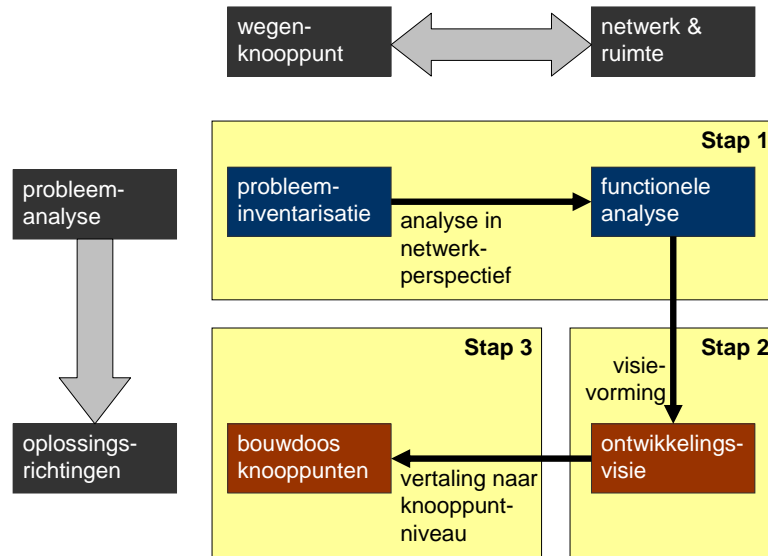 wegen-
knooppunt
netwerk &
ruimte
Stap 1
probleem-
analyse
probleem-
inventarisatie
functionele
analyse
analyse in
netwerk-
perspectief
Stap 3
Stap 2
visie-
vorming
oplossings-
richtingen
bouwdoos
knooppunten
ontwikkelings-
visie
vertaling naar
knooppunt-
niveau